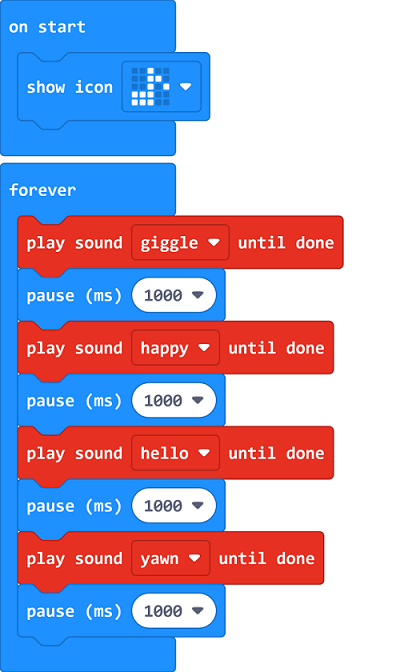 on start
show icon
forever
play sound giggle until done
pause (ms) 1000
play sound happy until done
pause (ms) 1000
play sound hello until done
pause (ms) 1000
play sound yawn until done
pause (ms) 1000